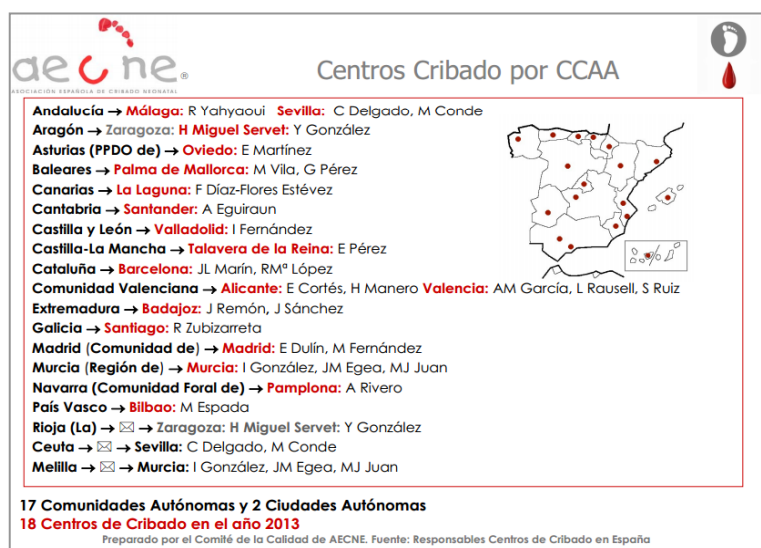 aecne®
ASOCIACIÓN ESPAÑOLA DE CRIBADO NEONATAL
Centros Cribado por CCAA
Andalucía → Málaga: R Yahyaoui Sevilla: C Delgado, M Conde
Aragón → Zaragoza: H Miguel Servet: Y González
Asturias (PPDO de) → Oviedo: E Martínez
Baleares → Palma de Mallorca: M Vila, G Pérez
Canarias → La Laguna: F Díaz-Flores Estévez
Cantabria → Santander: A Eguiraun
Castilla y León → Valladolid: I Fernández
Castilla-La Mancha → Talavera de la Reina: E Pérez
Cataluña → Barcelona: JL Marín, RMª López
Comunidad Valenciana → Alicante: E Cortés, H Manero Valencia: AM García, L Rausell, S Ruiz
Extremadura → Badajoz: J Remón, J Sánchez
Galicia → Santiago: R Zubizarreta
Madrid (Comunidad de) → Madrid: E Dulín, M Fernández
Murcia (Región de) → Murcia: I González, JM Egea, MJ Juan
Navarra (Comunidad Foral de) → Pamplona: A Rivero
País Vasco → Bilbao: M Espada
Rioja (La) → ✉ → Zaragoza: H Miguel Servet: Y González
Ceuta → ✉ → Sevilla: C Delgado, M Conde
Melilla → ✉ → Murcia: I González, JM Egea, MJ Juan
17 Comunidades Autónomas y 2 Ciudades Autónomas
18 Centros de Cribado en el año 2013
Preparado por el Comité de la Calidad de AECNE. Fuente: Responsables Centros de Cribado en España